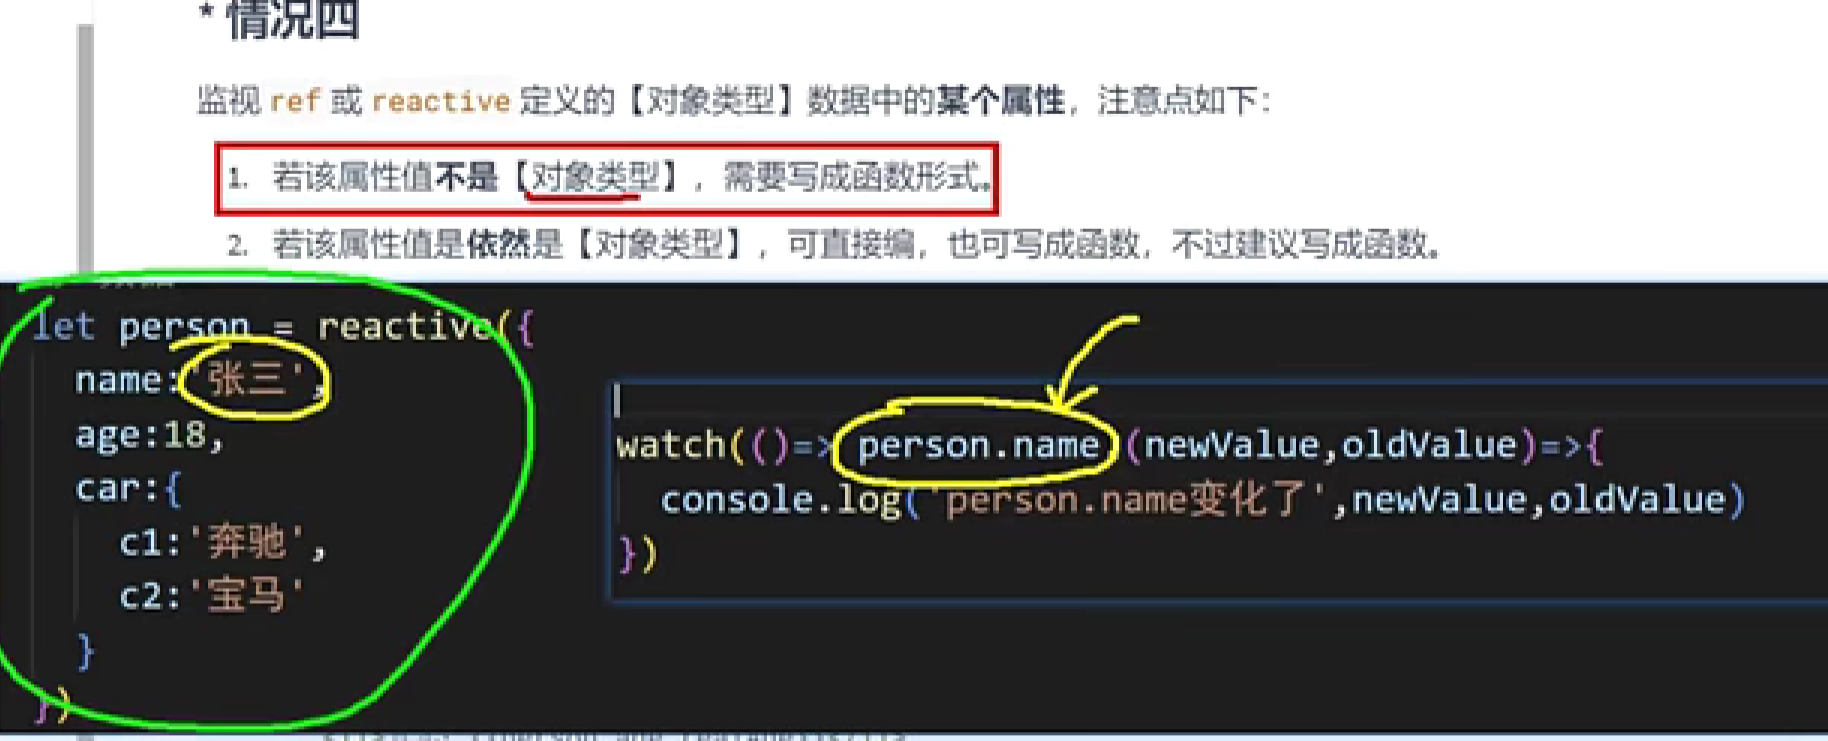 * 情况四
监视 ref 或 reactive 定义的【对象类型】数据中的某个属性，注意点如下：
1. 若该属性值不是【对象类型】，需要写成函数形式。
2. 若该属性值是依然是【对象类型】，可直接编，也可写成函数，不过建议写成函数。
let person = reactive({
name:'张三',
age:18,
car:{
c1:'奔驰',
c2:'宝马'
}
})
watch(()=> person.name (newValue,oldValue)=>{
console.log('person.name变化了',newValue,oldValue)
})